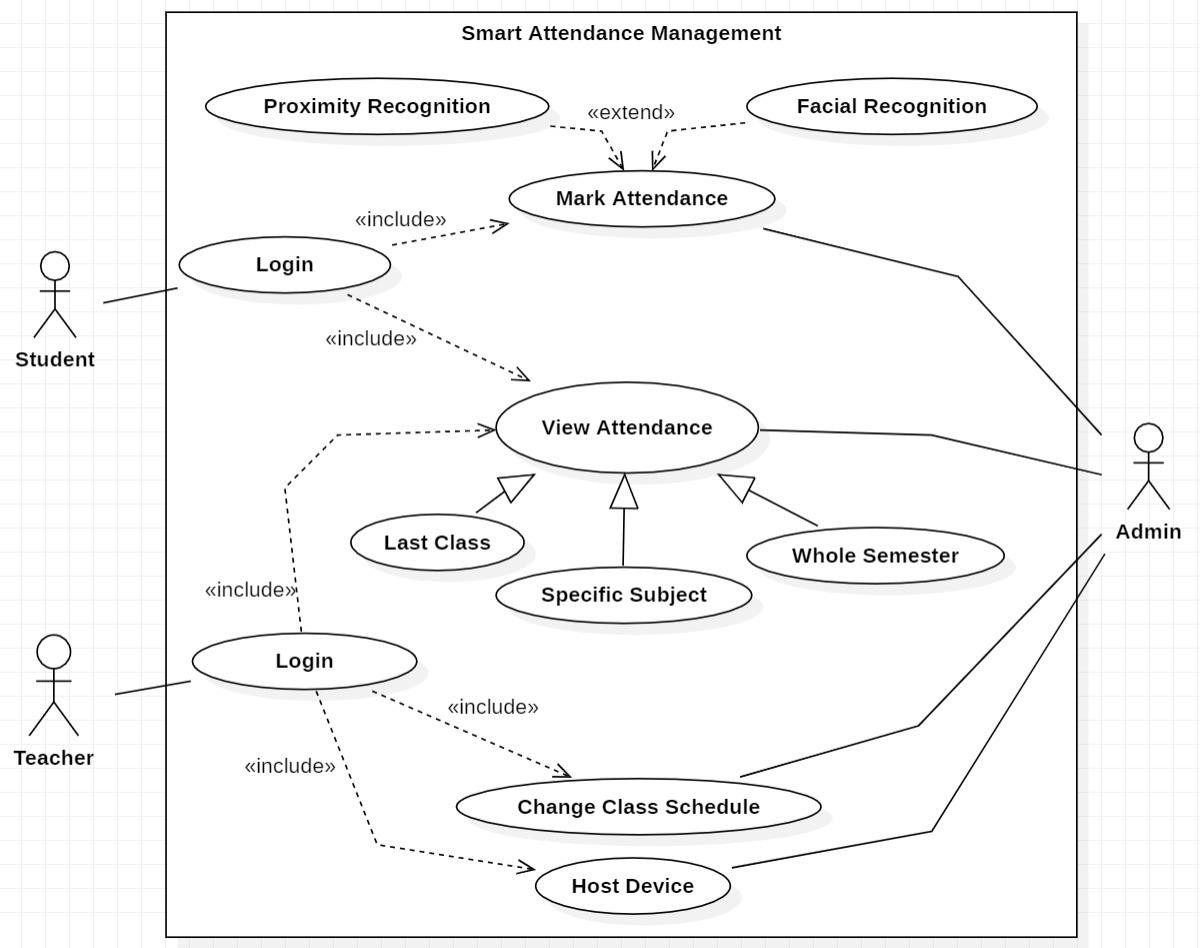 Smart Attendance Management
Proximity Recognition
«extend»
Facial Recognition
Mark Attendance
«include»
Login
Student
«include»
View Attendance
Last Class
Specific Subject
Whole Semester
Admin
«include»
Login
Teacher
«include»
«include»
Change Class Schedule
Host Device